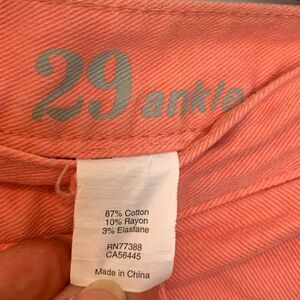 29 ankle
87% Cotton
10% Rayon
3% Elastane
RN77388
CA56445
Made in China